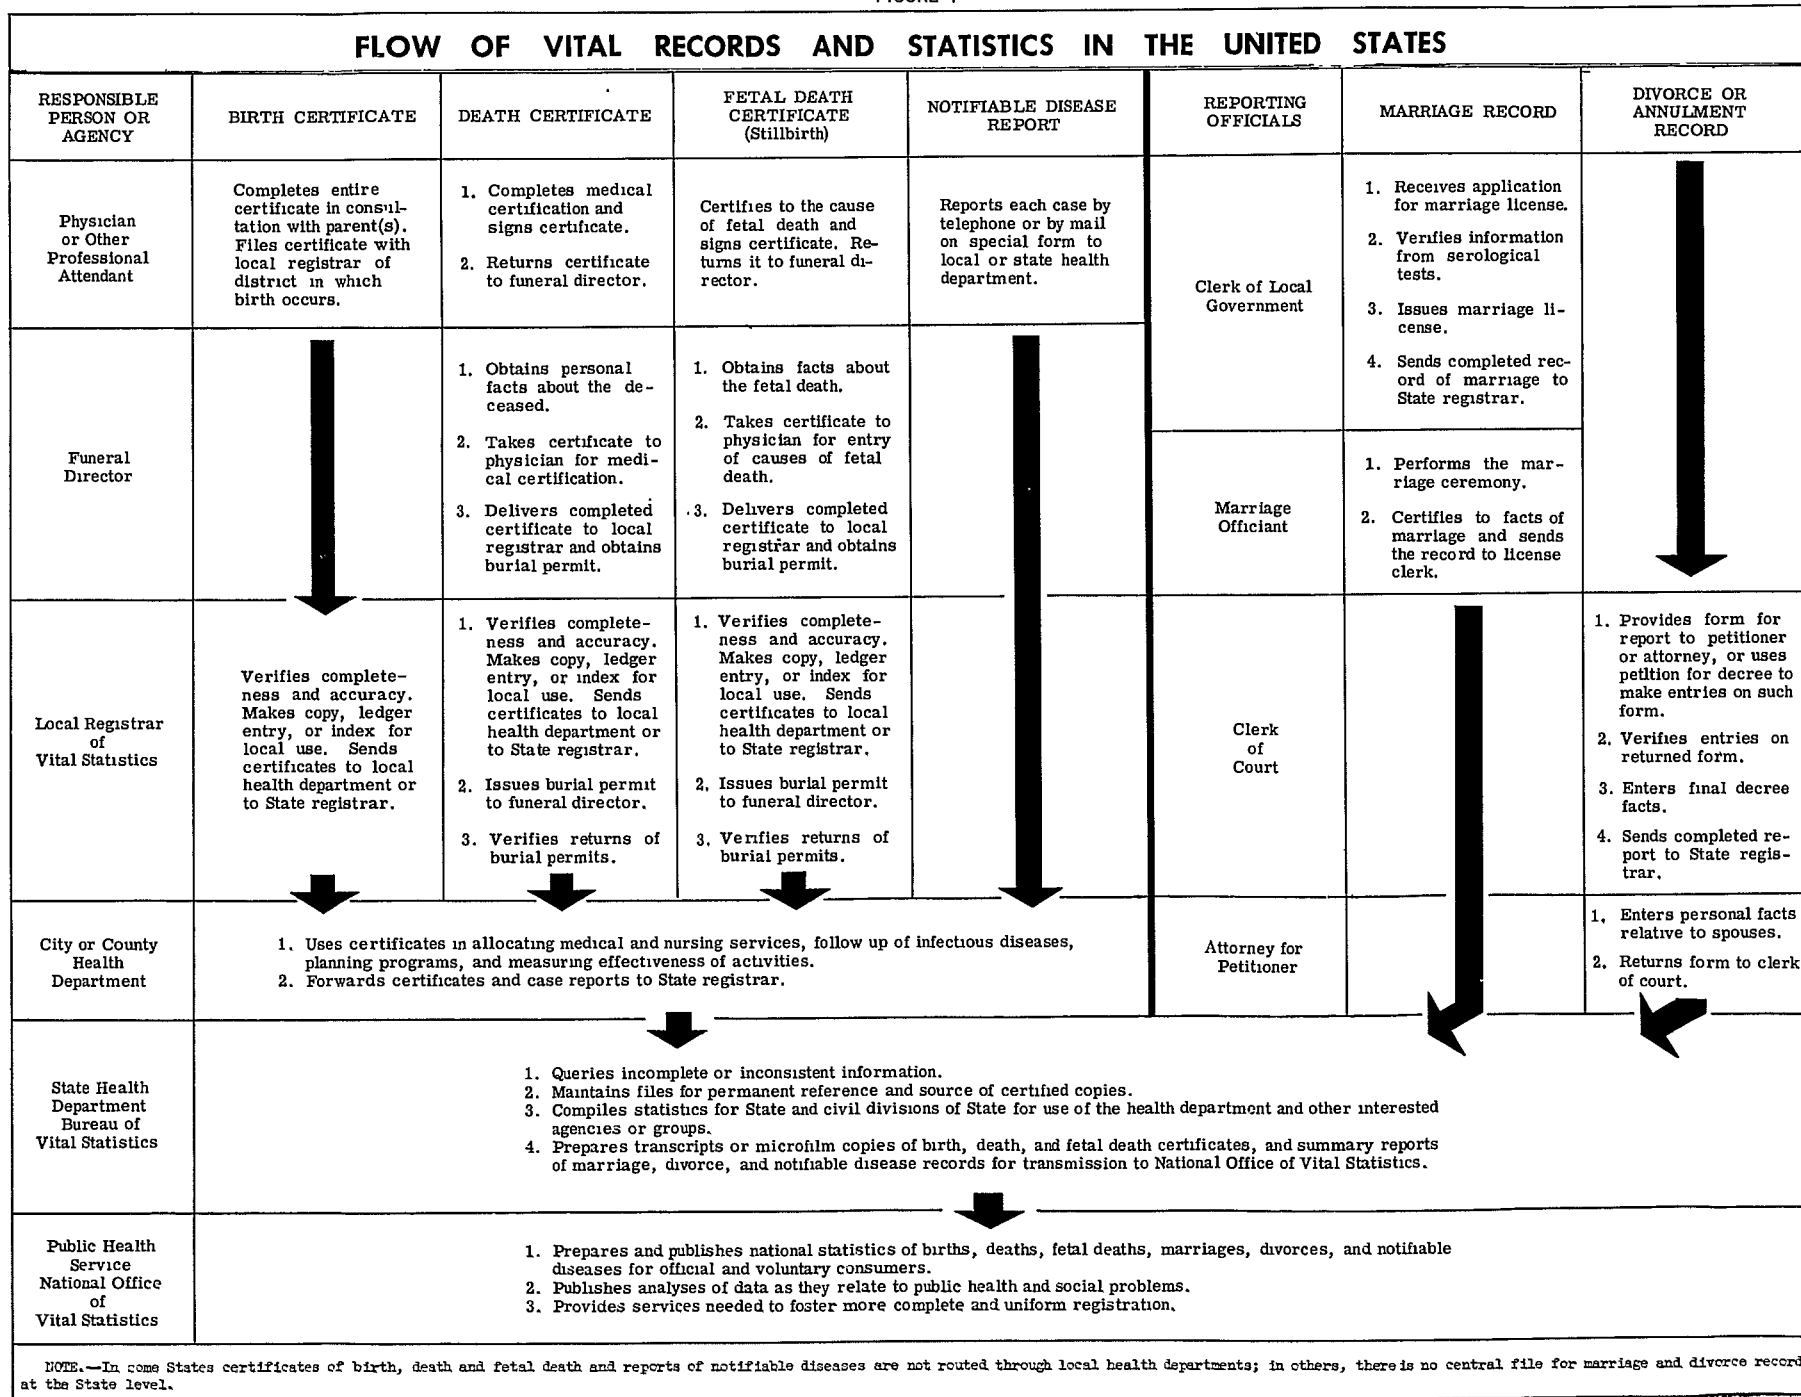 FLOW OF VITAL RECORDS AND STATISTICS IN THE UNITED STATES
RESPONSIBLE
PERSON OR
AGENCY
BIRTH CERTIFICATE
DEATH CERTIFICATE
FETAL DEATH
CERTIFICATE
(Stillbirth)
NOTIFIABLE DISEASE
REPORT
REPORTING
OFFICIALS
MARRIAGE RECORD
DIVORCE OR
ANNULMENT
RECORD
Physician
or Other
Professional
Attendant
Completes entire
certificate in consul-
tation with parent(s).
Files certificate with
local registrar of
district in which
birth occurs.
1. Completes medical
certification and
signs certificate.
2. Returns certificate
to funeral director.
Certifies to the cause
of fetal death and
signs certificate. Re-
turns it to funeral di-
rector.
Reports each case by
telephone or by mail
on special form to
local or state health
department.
Clerk of Local
Government
1. Receives application
for marriage license.
2. Verifies information
from serological
tests.
3. Issues marriage li-
cense.
4. Sends completed rec-
ord of marriage to
State registrar.
Funeral
Director
1. Obtains personal
facts about the de-
ceased.
2. Takes certificate to
physician for medi-
cal certification.
3. Delivers completed
certificate to local
registrar and obtains
burial permit.
1. Obtains facts about
the fetal death.
2. Takes certificate to
physician for entry
of causes of fetal
death.
3. Delivers completed
certificate to local
registrar and obtains
burial permit.
Marriage
Officiant
1. Performs the mar-
riage ceremony.
2. Certifies to facts of
marriage and sends
the record to license
clerk.
Local Registrar
of
Vital Statistics
Verifies complete-
ness and accuracy.
Makes copy, ledger
entry, or index for
local use. Sends
certificates to local
health department or
to State registrar.
1. Verifies complete-
ness and accuracy.
Makes copy, ledger
entry, or index for
local use. Sends
certificates to local
health department or
to State registrar.
2. Issues burial permit
to funeral director.
3. Verifies returns of
burial permits.
1. Verifies complete-
ness and accuracy.
Makes copy, ledger
entry, or index for
local use. Sends
certificates to local
health department or
to State registrar.
2. Issues burial permit
to funeral director.
3. Verifies returns of
burial permits.
Clerk
of
Court
1. Provides form for
report to petitioner
or attorney, or uses
petition for decree to
make entries on such
form.
2. Verifies entries on
returned form.
3. Enters final decree
facts.
4. Sends completed re-
port to State regis-
trar.
City or County
Health
Department
1. Uses certificates in allocating medical and nursing services, follow up of infectious diseases,
planning programs, and measuring effectiveness of activities.
2. Forwards certificates and case reports to State registrar.
Attorney for
Petitioner
1. Enters personal facts
relative to spouses.
2. Returns form to clerk
of court.
State Health
Department
Bureau of
Vital Statistics
1. Queries incomplete or inconsistent information.
2. Maintains files for permanent reference and source of certified copies.
3. Compiles statistics for State and civil divisions of State for use of the health department and other interested
agencies or groups.
4. Prepares transcripts or microfilm copies of birth, death, and fetal death certificates, and summary reports
of marriage, divorce, and notifiable disease records for transmission to National Office of Vital Statistics.
Public Health
Service
National Office
of
Vital Statistics
1. Prepares and publishes national statistics of births, deaths, fetal deaths, marriages, divorces, and notifiable
diseases for official and voluntary consumers.
2. Publishes analyses of data as they relate to public health and social problems.
3. Provides services needed to foster more complete and uniform registration.
NOTE.—In some States certificates of birth, death and fetal death and reports of notifiable diseases are not routed through local health departments; in others, there is no central file for marriage and divorce record
at the State level.